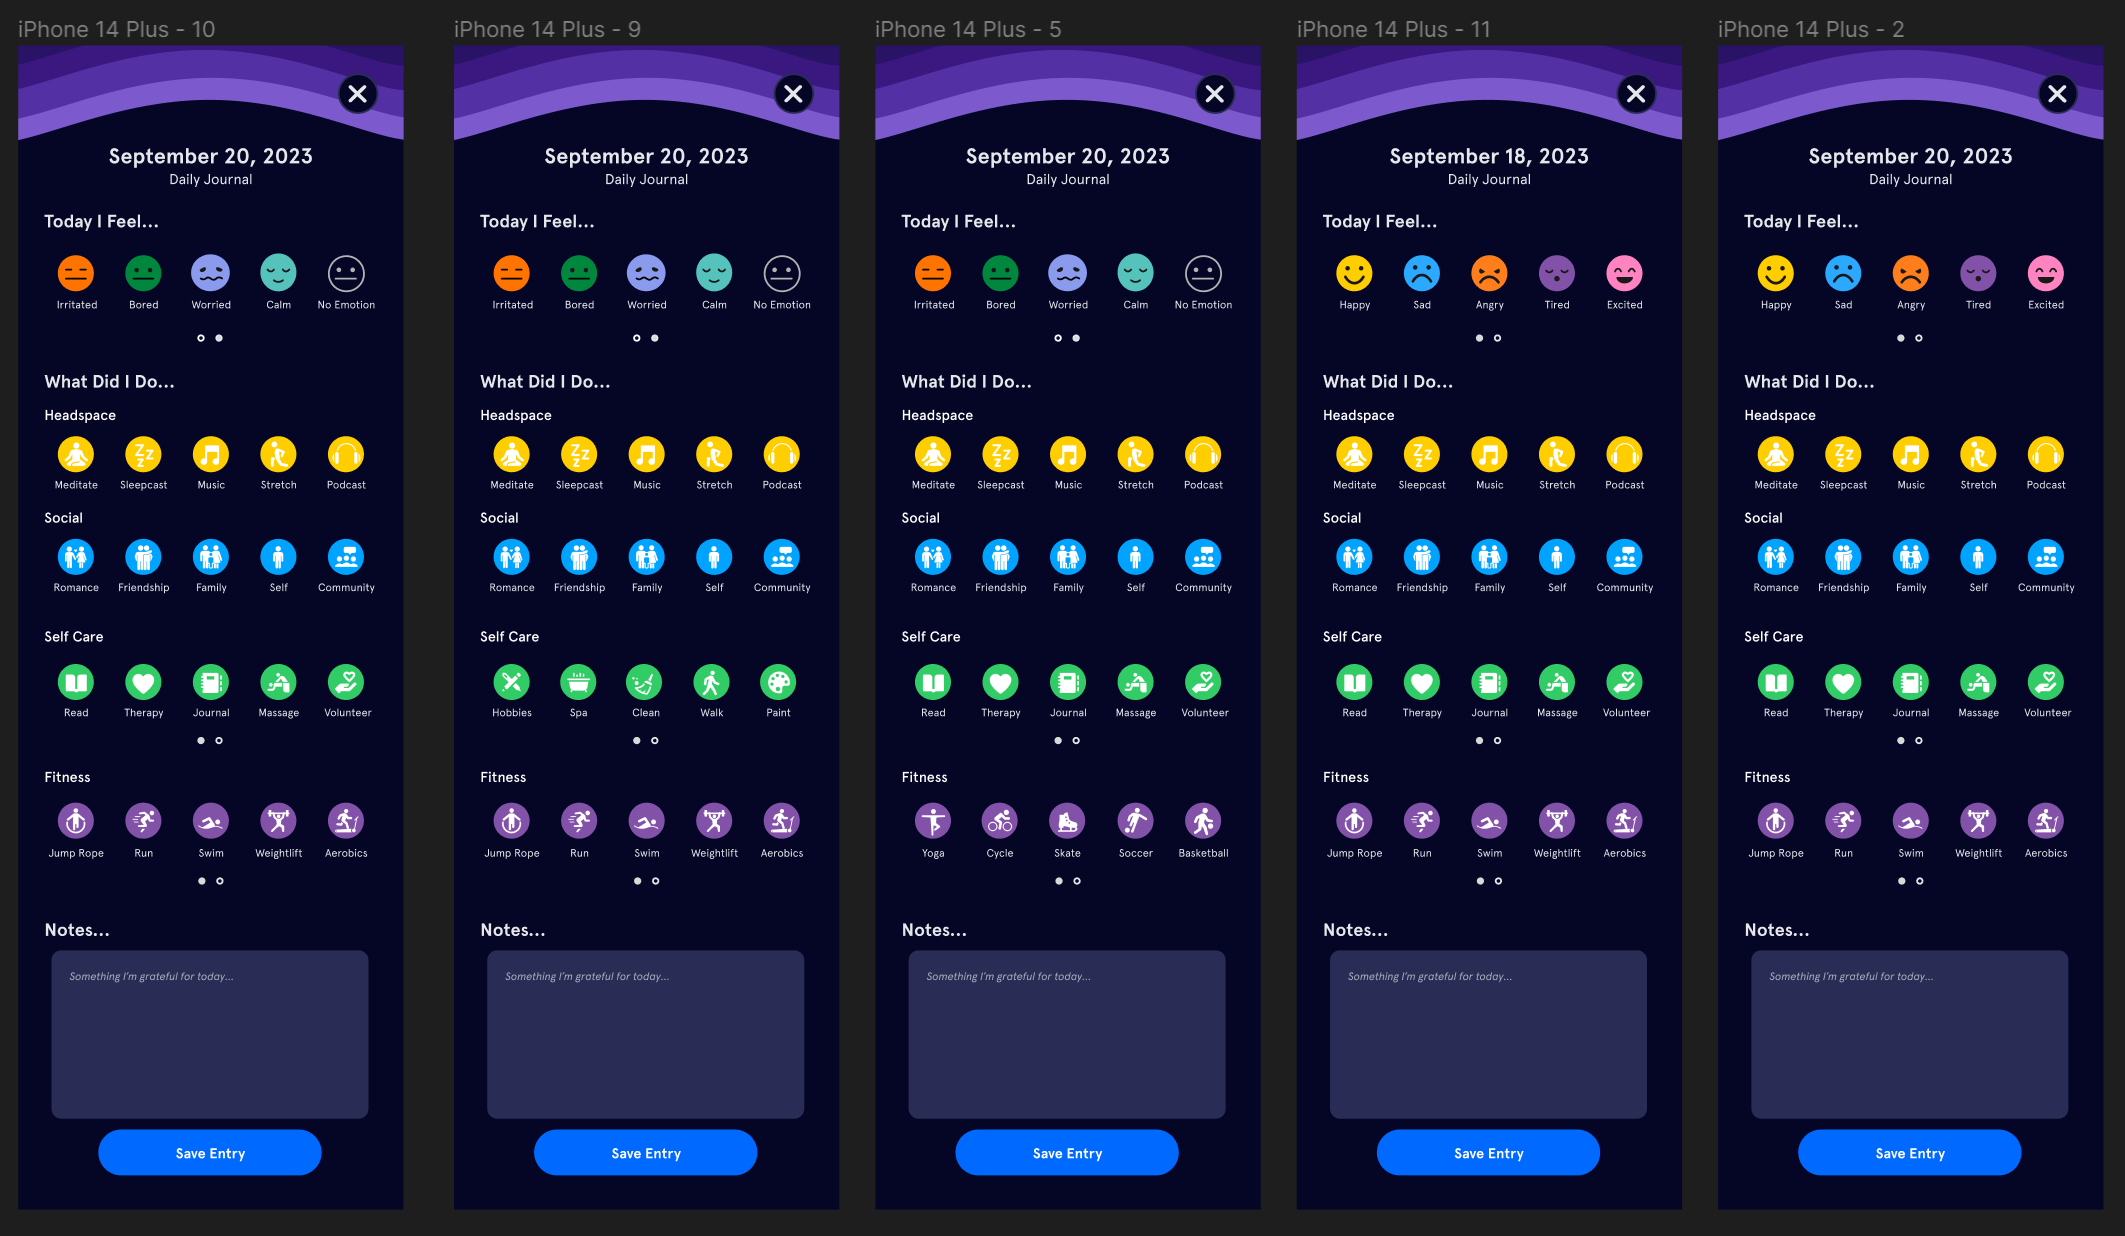 iPhone 14 Plus - 10
September 20, 2023
Daily Journal
Today I Feel...
Irritated Bored Worried Calm No Emotion
What Did I Do...
Headspace
Meditate Sleepcast Music Stretch Podcast
Social
Romance Friendship Family Self Community
Self Care
Read Therapy Journal Massage Volunteer
Fitness
Jump Rope Run Swim Weightlift Aerobics
Notes...
Something I'm grateful for today...
Save Entry
iPhone 14 Plus - 9
September 20, 2023
Daily Journal
Today I Feel...
Irritated Bored Worried Calm No Emotion
What Did I Do...
Headspace
Meditate Sleepcast Music Stretch Podcast
Social
Romance Friendship Family Self Community
Self Care
Hobbies Spa Clean Walk Paint
Fitness
Jump Rope Run Swim Weightlift Aerobics
Notes...
Something I'm grateful for today...
Save Entry
iPhone 14 Plus - 5
September 20, 2023
Daily Journal
Today I Feel...
Irritated Bored Worried Calm No Emotion
What Did I Do...
Headspace
Meditate Sleepcast Music Stretch Podcast
Social
Romance Friendship Family Self Community
Self Care
Read Therapy Journal Massage Volunteer
Fitness
Yoga Cycle Skate Soccer Basketball
Notes...
Something I'm grateful for today...
Save Entry
iPhone 14 Plus - 11
September 18, 2023
Daily Journal
Today I Feel...
Happy Sad Angry Tired Excited
What Did I Do...
Headspace
Meditate Sleepcast Music Stretch Podcast
Social
Romance Friendship Family Self Community
Self Care
Read Therapy Journal Massage Volunteer
Fitness
Jump Rope Run Swim Weightlift Aerobics
Notes...
Something I'm grateful for today...
Save Entry
iPhone 14 Plus - 2
September 20, 2023
Daily Journal
Today I Feel...
Happy Sad Angry Tired Excited
What Did I Do...
Headspace
Meditate Sleepcast Music Stretch Podcast
Social
Romance Friendship Family Self Community
Self Care
Read Therapy Journal Massage Volunteer
Fitness
Jump Rope Run Swim Weightlift Aerobics
Notes...
Something I'm grateful for today...
Save Entry